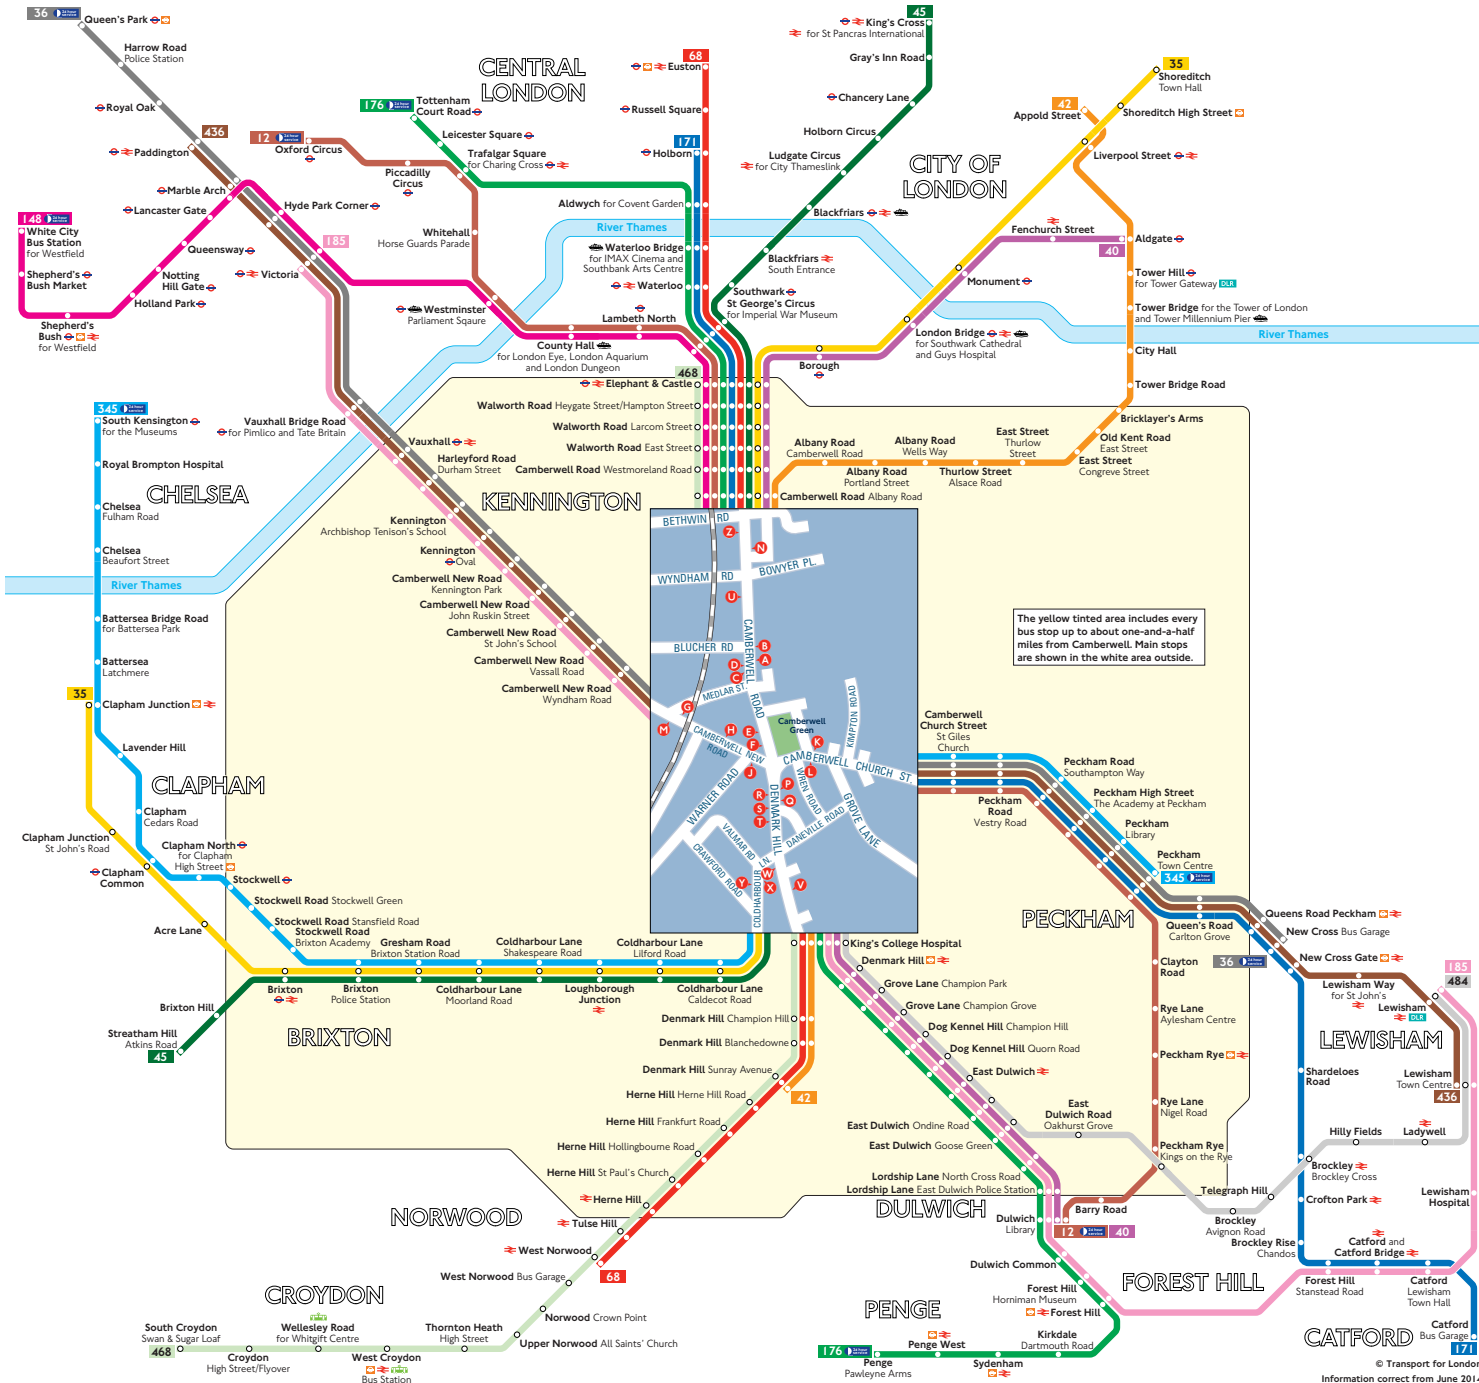 36 24 hour service
Queen's Park
Harrow Road
Police Station
Royal Oak
436
Paddington
Marble Arch
Lancaster Gate
Hyde Park Corner
Queensway
148 24 hour service
White City
Bus Station
for Westfield
Shepherd's
Bush Market
Notting
Hill Gate
Holland Park
Shepherd's
Bush
for Westfield
185
Victoria
CENTRAL
LONDON
176 24 hour service
Tottenham
Court Road
Leicester Square
Trafalgar Square
for Charing Cross
12 24 hour service
Oxford Circus
Piccadilly
Circus
Whitehall
Horse Guards Parade
Westminster
Parliament Sqaure
Lambeth North
County Hall
for London Eye, London Aquarium
and London Dungeon
68
Euston
Russell Square
171
Holborn
Aldwych for Covent Garden
River Thames
Waterloo Bridge
for IMAX Cinema and
Southbank Arts Centre
Waterloo
45
King's Cross
for St Pancras International
Gray's Inn Road
Chancery Lane
Holborn Circus
Ludgate Circus
for City Thameslink
Blackfriars
Blackfriars
South Entrance
Southwark
St George's Circus
for Imperial War Museum
CITY OF
LONDON
35
Shoreditch
Town Hall
Shoreditch High Street
42
Appold Street
Liverpool Street
Fenchurch Street
40
Aldgate
Monument
Tower Hill
for Tower Gateway DLR
Tower Bridge for the Tower of London
and Tower Millennium Pier
River Thames
London Bridge
for Southwark Cathedral
and Guys Hospital
Borough
City Hall
Tower Bridge Road
Bricklayer's Arms
Old Kent Road
East Street
East Street
Congreve Street
East Street
Thurlow
Street
Thurlow Street
Alsace Road
Albany Road
Wells Way
Albany Road
Portland Street
Albany Road
Camberwell Road
Camberwell Road Albany Road
468
Elephant & Castle
Walworth Road Heygate Street/Hampton Street
Walworth Road Larcom Street
Walworth Road East Street
Camberwell Road Westmoreland Road
KENNINGTON
Vauxhall Bridge Road
for Pimlico and Tate Britain
Vauxhall
Harleyford Road
Durham Street
Kennington
Archbishop Tenison's School
Kennington
Oval
Camberwell New Road
Kennington Park
Camberwell New Road
John Ruskin Street
Camberwell New Road
St John's School
Camberwell New Road
Vassall Road
Camberwell New Road
Wyndham Road
345 24 hour service
South Kensington
for the Museums
Royal Brompton Hospital
CHELSEA
Chelsea
Fulham Road
Chelsea
Beaufort Street
River Thames
Battersea Bridge Road
for Battersea Park
Battersea
Latchmere
35
Clapham Junction
Lavender Hill
CLAPHAM
Clapham
Cedars Road
Clapham Junction
St John's Road
Clapham North
for Clapham
High Street
Clapham
Common
Stockwell
Stockwell Road Stockwell Green
Stockwell Road Stansfield Road
Stockwell Road
Brixton Academy
Acre Lane
Gresham Road
Brixton Station Road
Coldharbour Lane
Shakespeare Road
Coldharbour Lane
Lilford Road
Brixton
Brixton
Police Station
Coldharbour Lane
Moorland Road
Loughborough
Junction
Coldharbour Lane
Caldecot Road
Brixton Hill
Streatham Hill
Atkins Road
45
BRIXTON
BETHWIN RD
WYNDHAM RD
BOWYER PL.
BLUCHER RD
CAMBERWELL ROAD
MEDLAR ST.
Camberwell
Green
KIMPTON ROAD
CAMBERWELL NEW ROAD
CAMBERWELL CHURCH ST.
WARNER ROAD
WREN ROAD
DENMARK HILL
GROVE LANE
DANEVILLE ROAD
VALMAR RD
CRAWFORD ROAD
COLDHARBOUR LN.
Z
N
U
B
A
D
C
G
M
H
E
F
K
J
L
P
Q
R
S
T
W
X
Y
V
The yellow tinted area includes every
bus stop up to about one-and-a-half
miles from Camberwell. Main stops
are shown in the white area outside.
Camberwell
Church Street
St Giles
Church
Peckham Road
Southampton Way
Peckham
Road
Vestry Road
Peckham High Street
The Academy at Peckham
Peckham
Library
Peckham
Town Centre
345 24 hour service
PECKHAM
Queen's Road
Carlton Grove
Queens Road Peckham
New Cross Bus Garage
36 24 hour service
New Cross Gate
Lewisham Way
for St John's
185
484
Lewisham
DLR
LEWISHAM
Lewisham
Town Centre
436
Clayton
Road
Rye Lane
Aylesham Centre
Peckham Rye
Rye Lane
Nigel Road
Peckham Rye
Kings on the Rye
Shardeloes
Road
Hilly Fields
Ladywell
Brockley
Brockley Cross
Telegraph Hill
Brockley
Avignon Road
Crofton Park
Lewisham
Hospital
Brockley Rise
Chandos
Catford and
Catford Bridge
Forest Hill
Stanstead Road
Catford
Lewisham
Town Hall
CATFORD
Catford
Bus Garage
171
King's College Hospital
Denmark Hill
Grove Lane Champion Park
Grove Lane Champion Grove
Dog Kennel Hill Champion Hill
Dog Kennel Hill Quorn Road
East Dulwich
East
Dulwich Road
Oakhurst Grove
East Dulwich Ondine Road
East Dulwich Goose Green
Lordship Lane North Cross Road
Lordship Lane East Dulwich Police Station
DULWICH
Dulwich
Library
Barry Road
12 24 hour service 40
Dulwich Common
Forest Hill
Horniman Museum
Forest Hill
FOREST HILL
Kirkdale
Dartmouth Road
PENGE
Penge West
Sydenham
176 24 hour service
Penge
Pawleyne Arms
Denmark Hill Champion Hill
Denmark Hill Blanchedowne
Denmark Hill Sunray Avenue
42
Herne Hill Herne Hill Road
Herne Hill Frankfurt Road
Herne Hill Hollingbourne Road
Herne Hill St Paul's Church
Herne Hill
Tulse Hill
NORWOOD
West Norwood
68
West Norwood Bus Garage
Norwood Crown Point
Upper Norwood All Saints' Church
Thornton Heath
High Street
CROYDON
South Croydon
Swan & Sugar Loaf
468
Wellesley Road
for Whitgift Centre
Croydon
High Street/Flyover
West Croydon
Bus Station
© Transport for London
Information correct from June 201